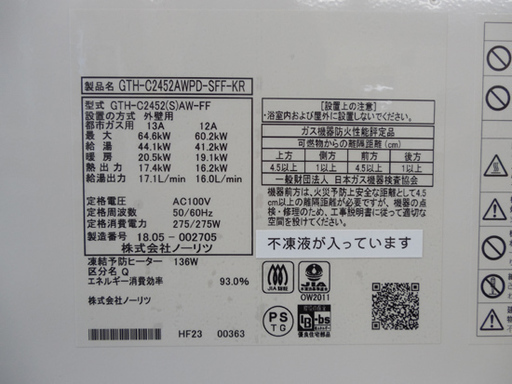 製品名 GTH-C2452AWPD-SFF-KR
型式 GTH-C2452(S)AW-FF
設置の方式 外壁用
都市ガス用 13A 12A
最大 64.6kW 60.2kW
給湯 44.1kW 41.2kW
暖房 20.5kW 19.1kW
熱出力 17.4kW 16.2kW
給湯出力 17.1L/min 16.0L/min
定格電圧 AC100V
定格周波数 50/60Hz
定格消費電力 275/275W
製造番号 18.05-002705
株式会社ノーリツ
凍結予防ヒーター 136W
区分名 Q
エネルギー消費効率 93.0%
株式会社ノーリツ
HF23 00363
[設置上の注意]
・浴室内および屋内に設置しないでください。
ガス機器防火性能評定品
可燃物からの離隔距離(cm)
上方 側方 前方 後方
4.5以上 1以上 4.5以上 1以上
一般財団法人 日本ガス機器検査協会
機器前方は、火災予防上安全な距離として4.5
cm以上の離隔距離が必要ですが、機器の点
検・修理のため、工事説明書に従って適切な
空間を設けてください。
不凍液が入っています
JIA
JIA
OW2011
PS
TG
BL-bs
優良住宅部品